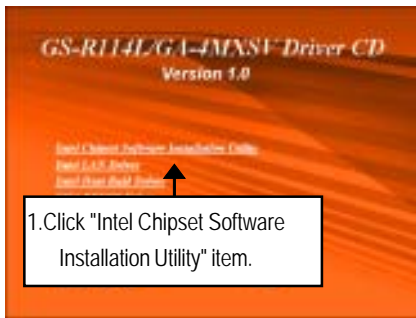 GS-R114L/GA-4MXSV Driver CD
Version 1.0
Intel Chipset Software Installation Utility
Intel LAN Driver
1.Click "Intel Chipset Software
Installation Utility" item.